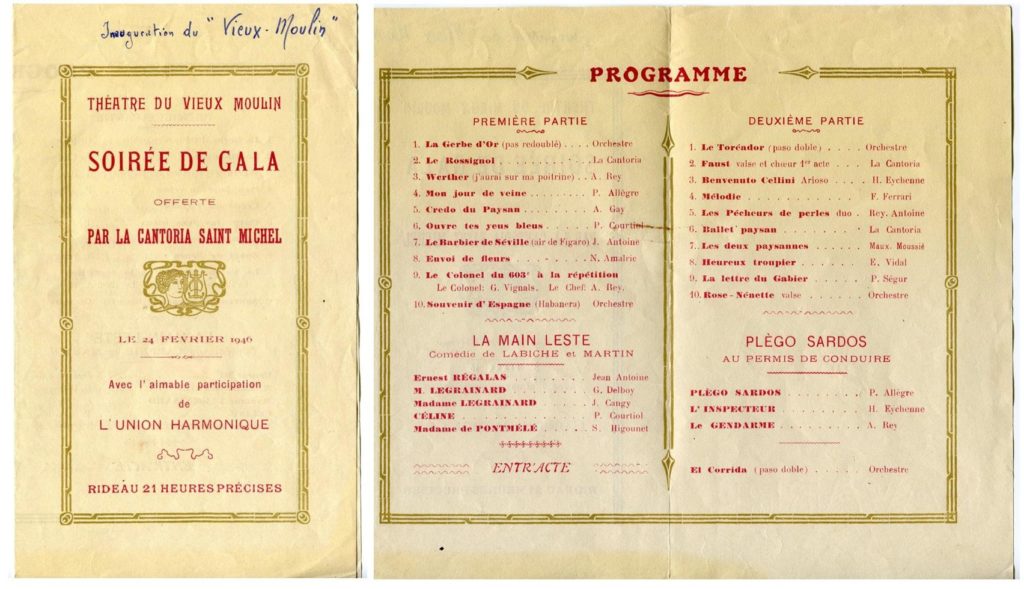 Inauguration du "Vieux-Moulin"
THÉATRE DU VIEUX MOULIN
SOIRÉE DE GALA
OFFERTE
PAR LA CANTORIA SAINT MICHEL
LE 24 FEVRIER 1946
Avec l'aimable participation
de
L'UNION HARMONIQUE
RIDEAU 21 HEURES PRÉCISES
PROGRAMME
PREMIÈRE PARTIE
1. La Gerbe d'Or (pas redoublé) . . . . Orchestre
2. Le Rossignol . . . . . . . . . . . . La Cantoria
3. Werther (j'aurai sur ma poitrine) . . A. Rey
4. Mon jour de veine . . . . . . . . P. Allègre
5. Credo du Paysan . . . . . . . . . A. Gay
6. Ouvre tes yeus bleus . . . . . . . P. Courtiol
7. Le Barbier de Séville (air de Figaro) J. Antoine
8. Envoi de fleurs . . . . . . . . . . N. Amalric
9. Le Colonel du 603e à la répétition
Le Colonel: G. Vignals. Le Chef: A. Rey.
10. Souvenir d'Espagne (Habanera) Orchestre
LA MAIN LESTE
Comédie de LABICHE et MARTIN
Ernest RÉGALAS . . . . . . . . Jean Antoine
M. LEGRAINARD . . . . . . . . G. Delboy
Madame LEGRAINARD . . . . . J. Cangy
CÉLINE . . . . . . . . . . . . . P. Courtiol
Madame de PONTMÊLÉ . . . . . S. Higounet
ENTR'ACTE
DEUXIÈME PARTIE
1. Le Toréador (paso doble) . . . . . Orchestre
2. Faust valse et chœur 1er acte . . . La Cantoria
3. Benvenuto Cellini Arioso . . . . H. Eychenne
4. Mélodie . . . . . . . . . . . . F. Ferrari
5. Les Pêcheurs de perles duo . Rey. Antoine
6. Ballet paysan . . . . . . . . . La Cantoria
7. Les deux paysannes . . . . . . Maux. Moussié
8. Heureux troupier . . . . . . . E. Vidal
9. La lettre du Gabier . . . . . . P. Ségur
10. Rose-Nénette valse . . . . . . Orchestre
PLÈGO SARDOS
AU PERMIS DE CONDUIRE
PLÈGO SARDOS . . . . . . . . . P. Allègre
L'INSPECTEUR . . . . . . . . . H. Eychenne
Le GENDARME . . . . . . . . . A. Rey
El Corrida (paso doble) . . . . . Orchestre